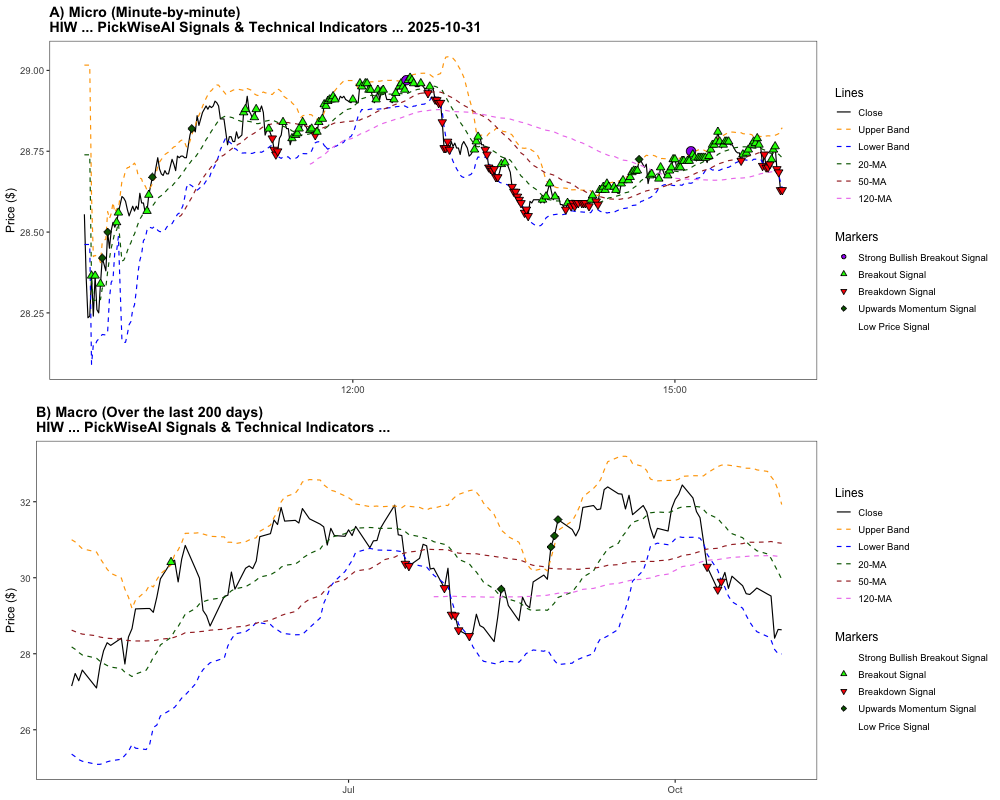 A) Micro (Minute-by-minute)
HIW ... PickWiseAI Signals & Technical Indicators ... 2025-10-31
29.00
28.75
28.50
28.25
Price ($)
12:00
15:00
Lines
Close
Upper Band
Lower Band
20-MA
50-MA
120-MA
Markers
Strong Bullish Breakout Signal
Breakout Signal
Breakdown Signal
Upwards Momentum Signal
Low Price Signal
B) Macro (Over the last 200 days)
HIW ... PickWiseAI Signals & Technical Indicators ...
32
30
28
26
Price ($)
Jul
Oct
Lines
Close
Upper Band
Lower Band
20-MA
50-MA
120-MA
Markers
Strong Bullish Breakout Signal
Breakout Signal
Breakdown Signal
Upwards Momentum Signal
Low Price Signal